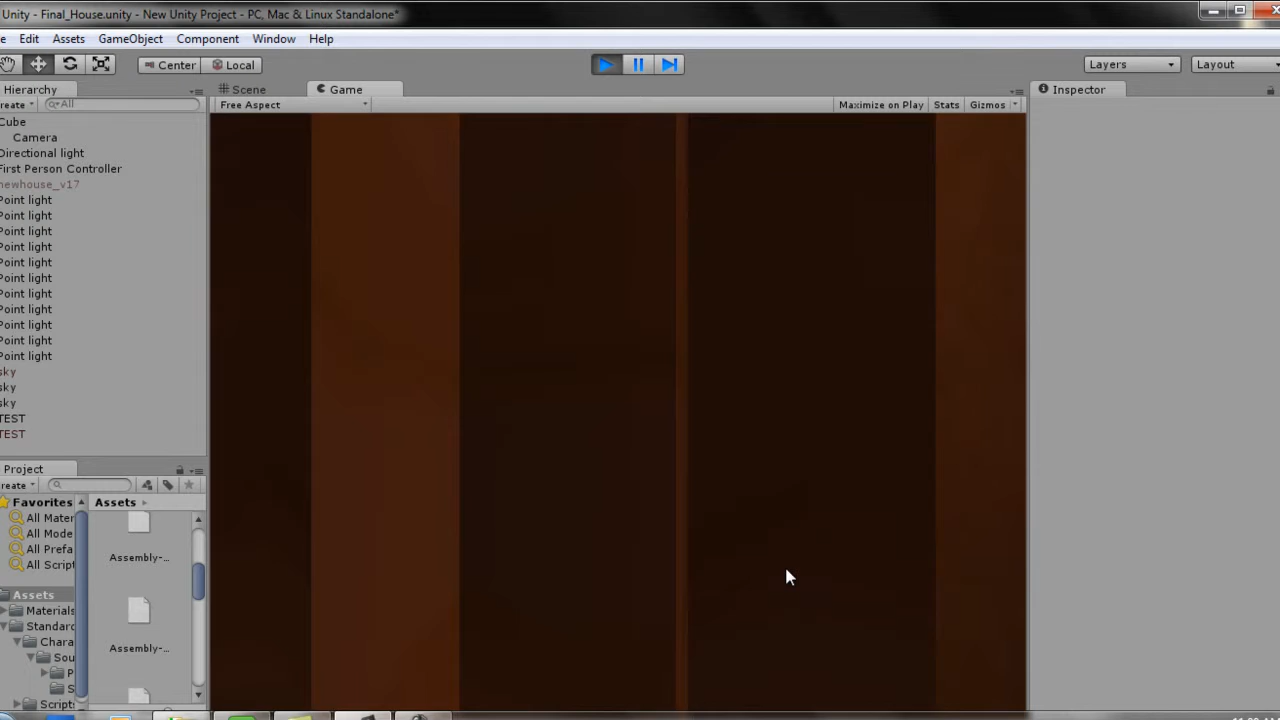 Unity - Final_House.unity - New Unity Project - PC, Mac & Linux Standalone*
e Edit Assets GameObject Component Window Help
Center Local Layers Layout
Hierarchy Scene Game Inspector
reate All Free Aspect Maximize on Play Stats Gizmos
Cube
Camera
Directional light
First Person Controller
newhouse_v17
Point light
Point light
Point light
Point light
Point light
Point light
Point light
Point light
Point light
Point light
Point light
sky
sky
sky
TEST
TEST
Project
reate
Favorites Assets
All Mater
All Mode
All Prefa
All Script
Assembly-...
Assets
Materials
Standard
Chara
Sou
P
S
Scripts
Assembly-...